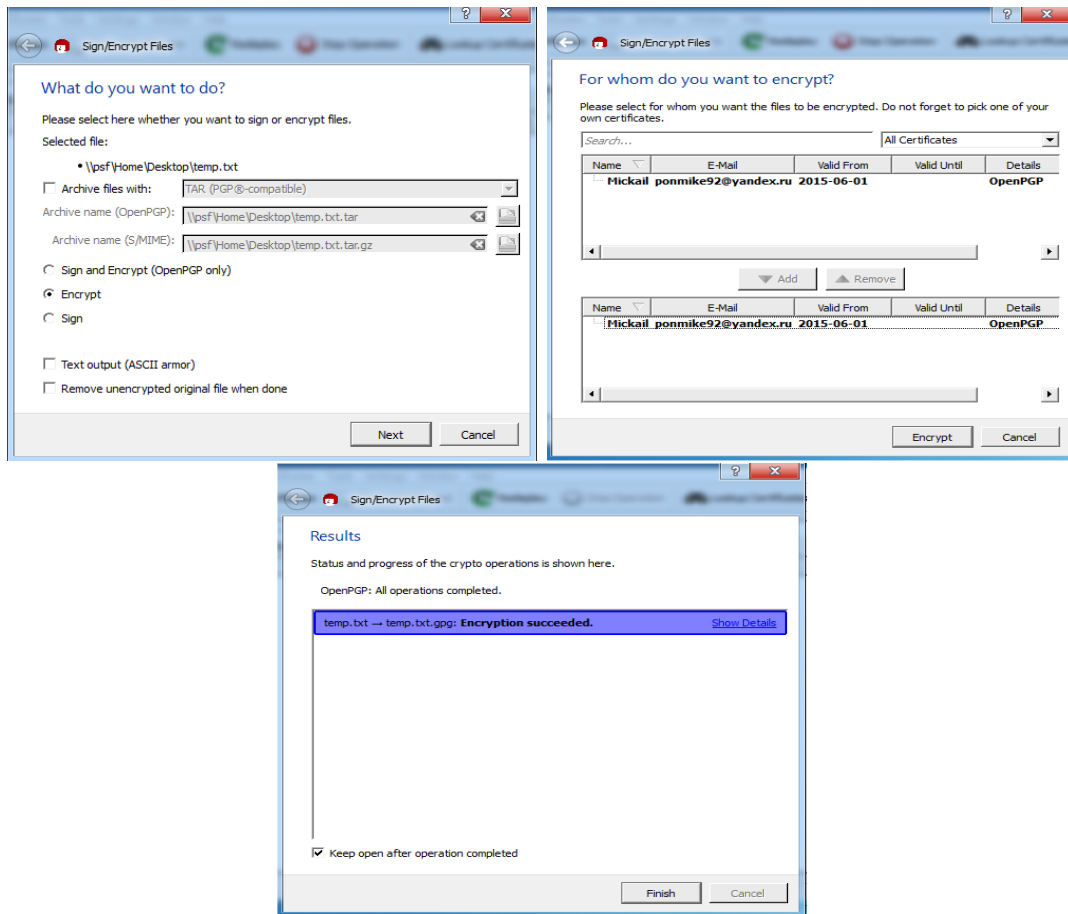 Sign/Encrypt Files
What do you want to do?
Please select here whether you want to sign or encrypt files.
Selected file:
• \\psf\Home\Desktop\temp.txt
Archive files with: TAR (PGP®-compatible)
Archive name (OpenPGP): \\psf\Home\Desktop\temp.txt.tar
Archive name (S/MIME): \\psf\Home\Desktop\temp.txt.tar.gz
Sign and Encrypt (OpenPGP only)
Encrypt
Sign
Text output (ASCII armor)
Remove unencrypted original file when done
Next Cancel
Sign/Encrypt Files
For whom do you want to encrypt?
Please select for whom you want the files to be encrypted. Do not forget to pick one of your
own certificates.
Search... All Certificates
Name E-Mail Valid From Valid Until Details
Mickail ponmike92@yandex.ru 2015-06-01 OpenPGP
Add Remove
Name E-Mail Valid From Valid Until Details
Mickail ponmike92@yandex.ru 2015-06-01 OpenPGP
Encrypt Cancel
Sign/Encrypt Files
Results
Status and progress of the crypto operations is shown here.
OpenPGP: All operations completed.
temp.txt → temp.txt.gpg: Encryption succeeded. Show Details
Keep open after operation completed
Finish Cancel